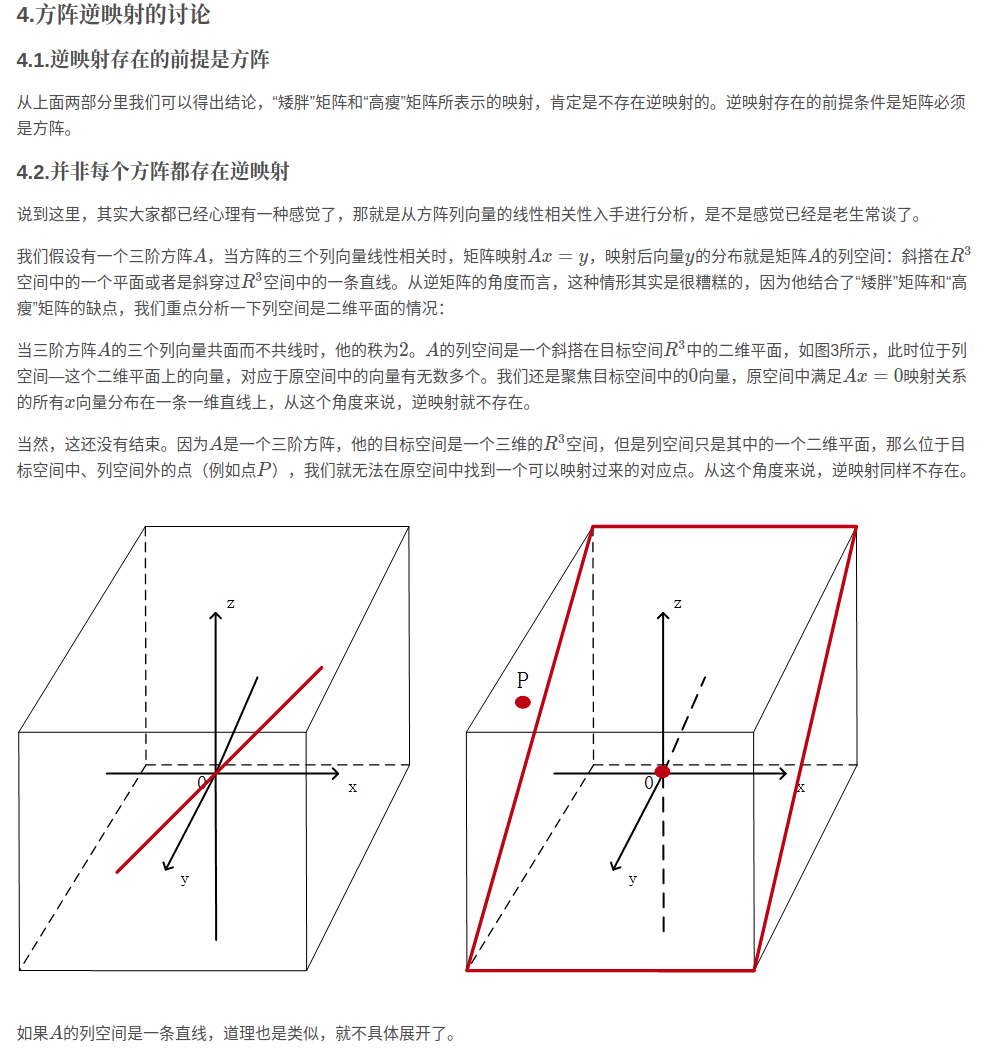 4.方阵逆映射的讨论
4.1.逆映射存在的前提是方阵
从上面两部分里我们可以得出结论，“矮胖”矩阵和“高瘦”矩阵所表示的映射，肯定是不存在逆映射的。逆映射存在的前提条件是矩阵必须
是方阵。
4.2.并非每个方阵都存在逆映射
说到这里，其实大家都已经心理有一种感觉了，那就是从方阵列向量的线性相关性入手进行分析，是不是感觉已经是老生常谈了。
我们假设有一个三阶方阵A，当方阵的三个列向量线性相关时，矩阵映射Ax = y，映射后向量y的分布就是矩阵A的列空间：斜搭在R³
空间中的一个平面或者是斜穿过R³空间中的一条直线。从逆矩阵的角度而言，这种情形其实是很糟糕的，因为他结合了“矮胖”矩阵和“高
瘦”矩阵的缺点，我们重点分析一下列空间是二维平面的情况：
当三阶方阵A的三个列向量共面而不共线时，他的秩为2。A的列空间是一个斜搭在目标空间R³中的二维平面，如图3所示，此时位于列
空间—这个二维平面上的向量，对应于原空间中的向量有无数多个。我们还是聚焦目标空间中的0向量，原空间中满足Ax = 0映射关系
的所有x向量分布在一条一维直线上，从这个角度来说，逆映射就不存在。
当然，这还没有结束。因为A是一个三阶方阵，他的目标空间是一个三维的R³空间，但是列空间只是其中的一个二维平面，那么位于目
标空间中、列空间外的点（例如点P），我们就无法在原空间中找到一个可以映射过来的对应点。从这个角度来说，逆映射同样不存在。
z
0
x
y
z
P
0
x
y
如果A的列空间是一条直线，道理也是类似，就不具体展开了。